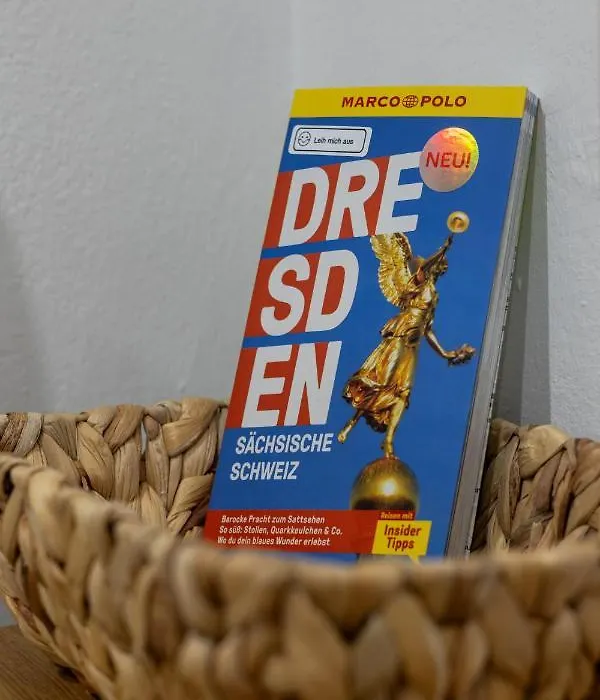 MARCO POLO
Leih mich aus
NEU!
DRE
SD
EN
SÄCHSISCHE
SCHWEIZ
Barocke Pracht zum Sattsehen
So süß: Stollen, Quarkkeulchen & Co.
Wo du dein blaues Wunder erlebst
Reisen mit
Insider
Tipps